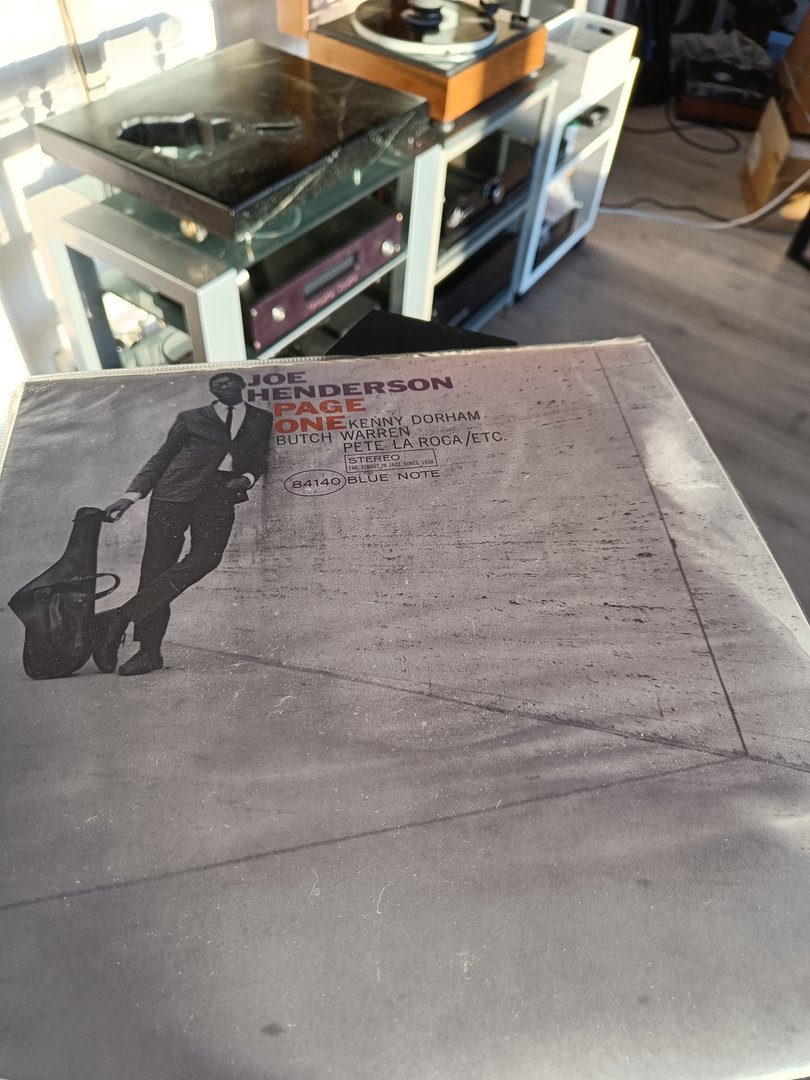 JOE
HENDERSON
PAGE
ONE KENNY DORHAM
BUTCH WARREN
PETE LA ROCA/ETC.
STEREO
THE FINEST IN JAZZ SINCE 1939
84140 BLUE NOTE